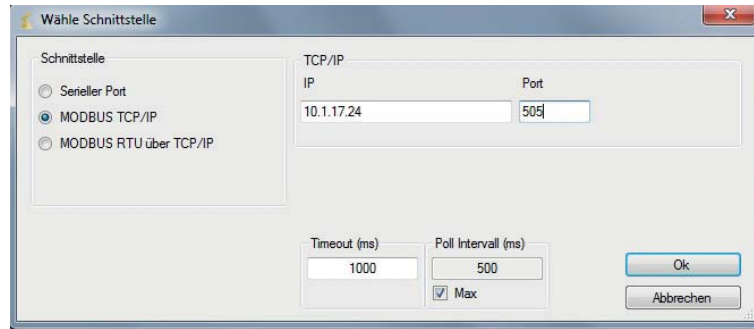 Wähle Schnittstelle
Schnittstelle
Serieller Port
MODBUS TCP/IP
MODBUS RTU über TCP/IP
TCP/IP
IP
Port
10.1.17.24
505
Timeout (ms)
Poll Intervall (ms)
1000
500
Max
Ok
Abbrechen